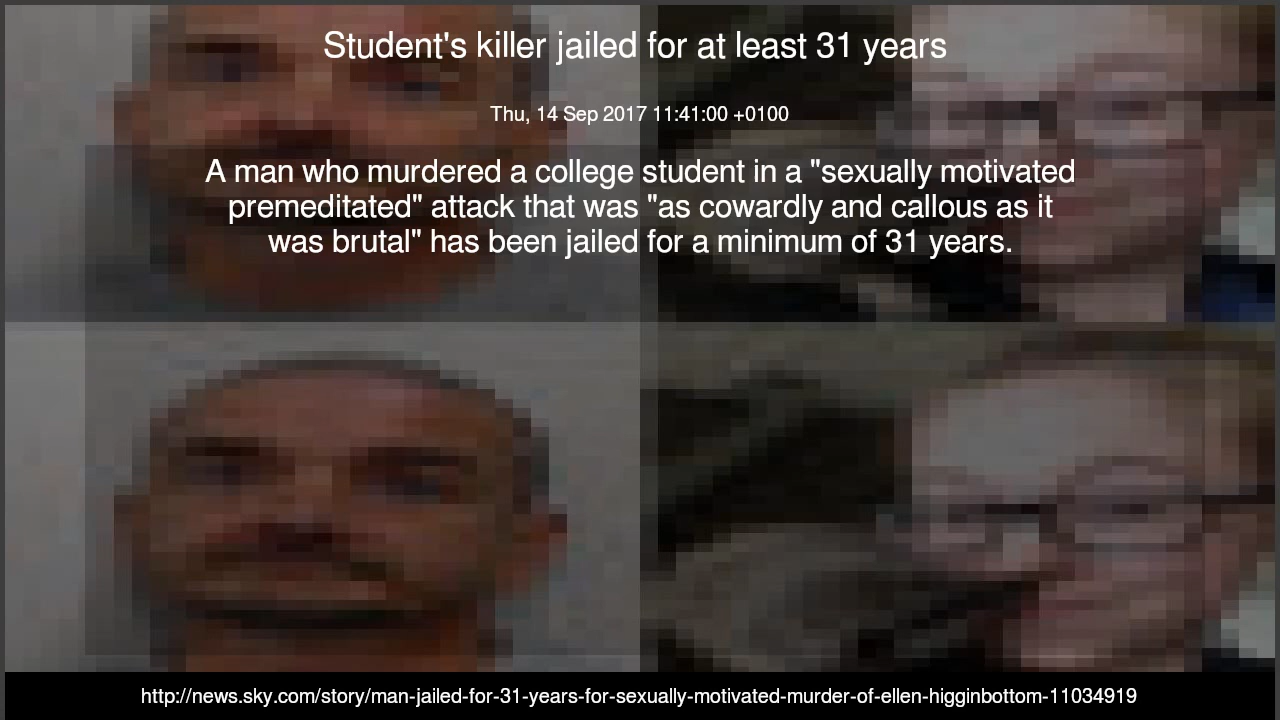 Student's killer jailed for at least 31 years
Thu, 14 Sep 2017 11:41:00 +0100
A man who murdered a college student in a "sexually motivated
premeditated" attack that was "as cowardly and callous as it
was brutal" has been jailed for a minimum of 31 years.
http://news.sky.com/story/man-jailed-for-31-years-for-sexually-motivated-murder-of-ellen-higginbottom-11034919